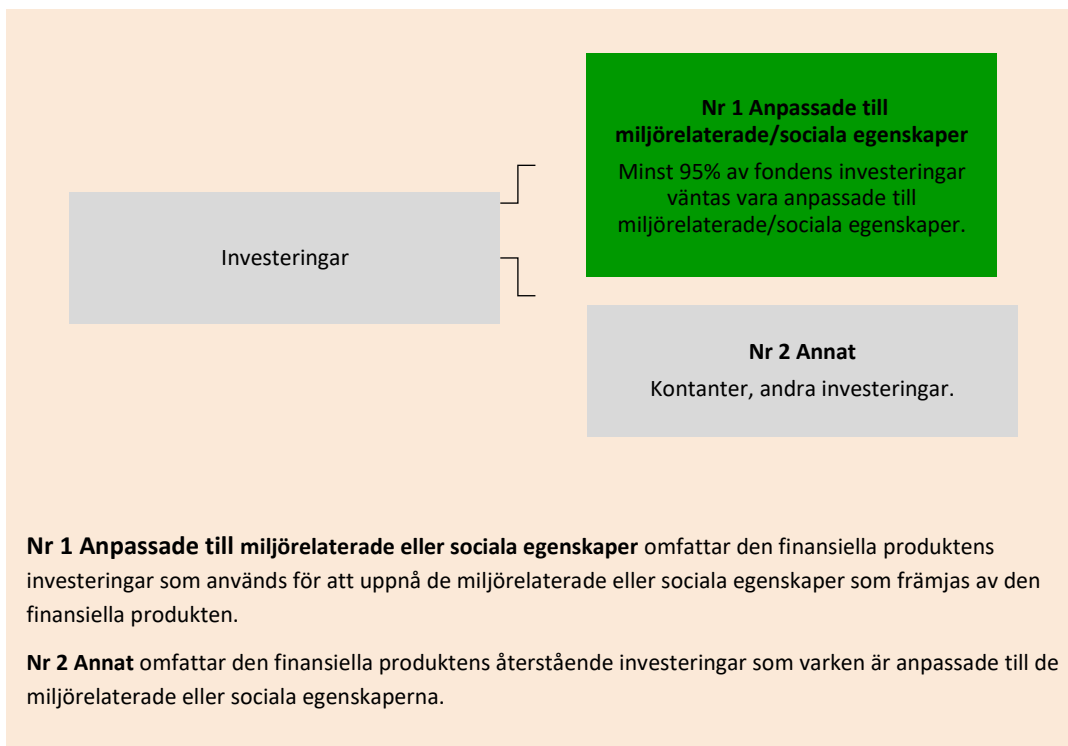 Investeringar
Nr 1 Anpassade till
miljörelaterade/sociala egenskaper
Minst 95% av fondens investeringar
väntas vara anpassade till
miljörelaterade/sociala egenskaper.
Nr 2 Annat
Kontanter, andra investeringar.
Nr 1 Anpassade till miljörelaterade eller sociala egenskaper omfattar den finansiella produktens
investeringar som används för att uppnå de miljörelaterade eller sociala egenskaper som främjas av den
finansiella produkten.
Nr 2 Annat omfattar den finansiella produktens återstående investeringar som varken är anpassade till de
miljörelaterade eller sociala egenskaperna.